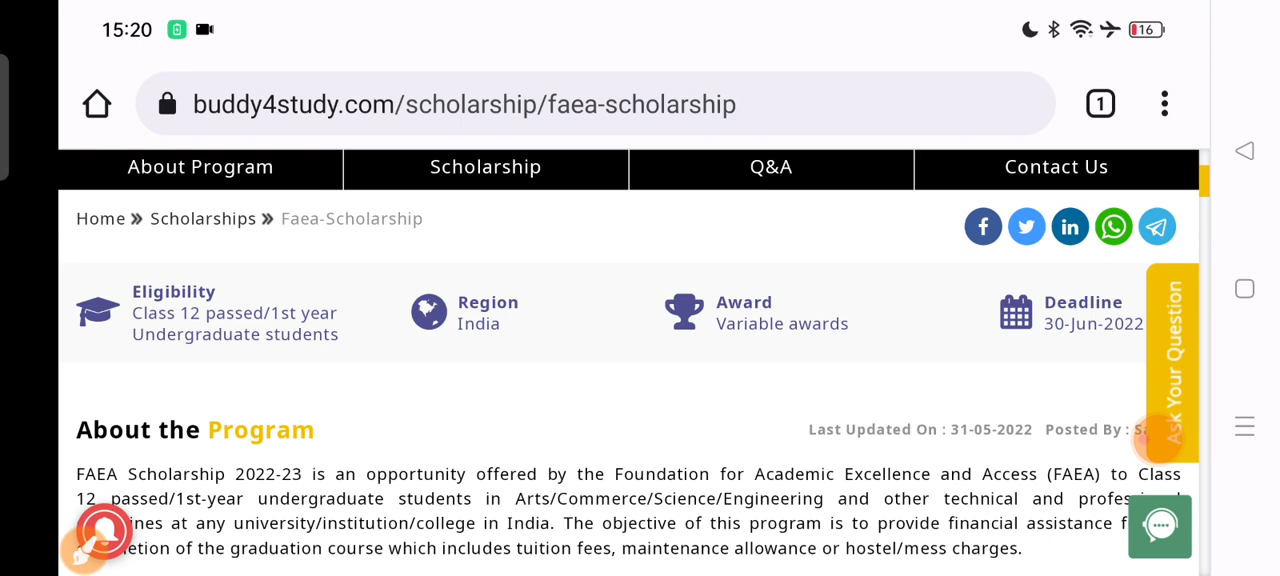 15:20
16
buddy4study.com/scholarship/faea-scholarship
1
About Program
Scholarship
Q&A
Contact Us
Home » Scholarships » Faea-Scholarship
f
in
Eligibility
Class 12 passed/1st year
Undergraduate students
Region
India
Award
Variable awards
Deadline
30-Jun-2022
Ask Your Question
About the Program
Last Updated On : 31-05-2022 Posted By :
FAEA Scholarship 2022-23 is an opportunity offered by the Foundation for Academic Excellence and Access (FAEA) to Class
12 passed/1st-year undergraduate students in Arts/Commerce/Science/Engineering and other technical and
at any university/institution/college in India. The objective of this program is to provide financial assistance
of the graduation course which includes tuition fees, maintenance allowance or hostel/mess charges.